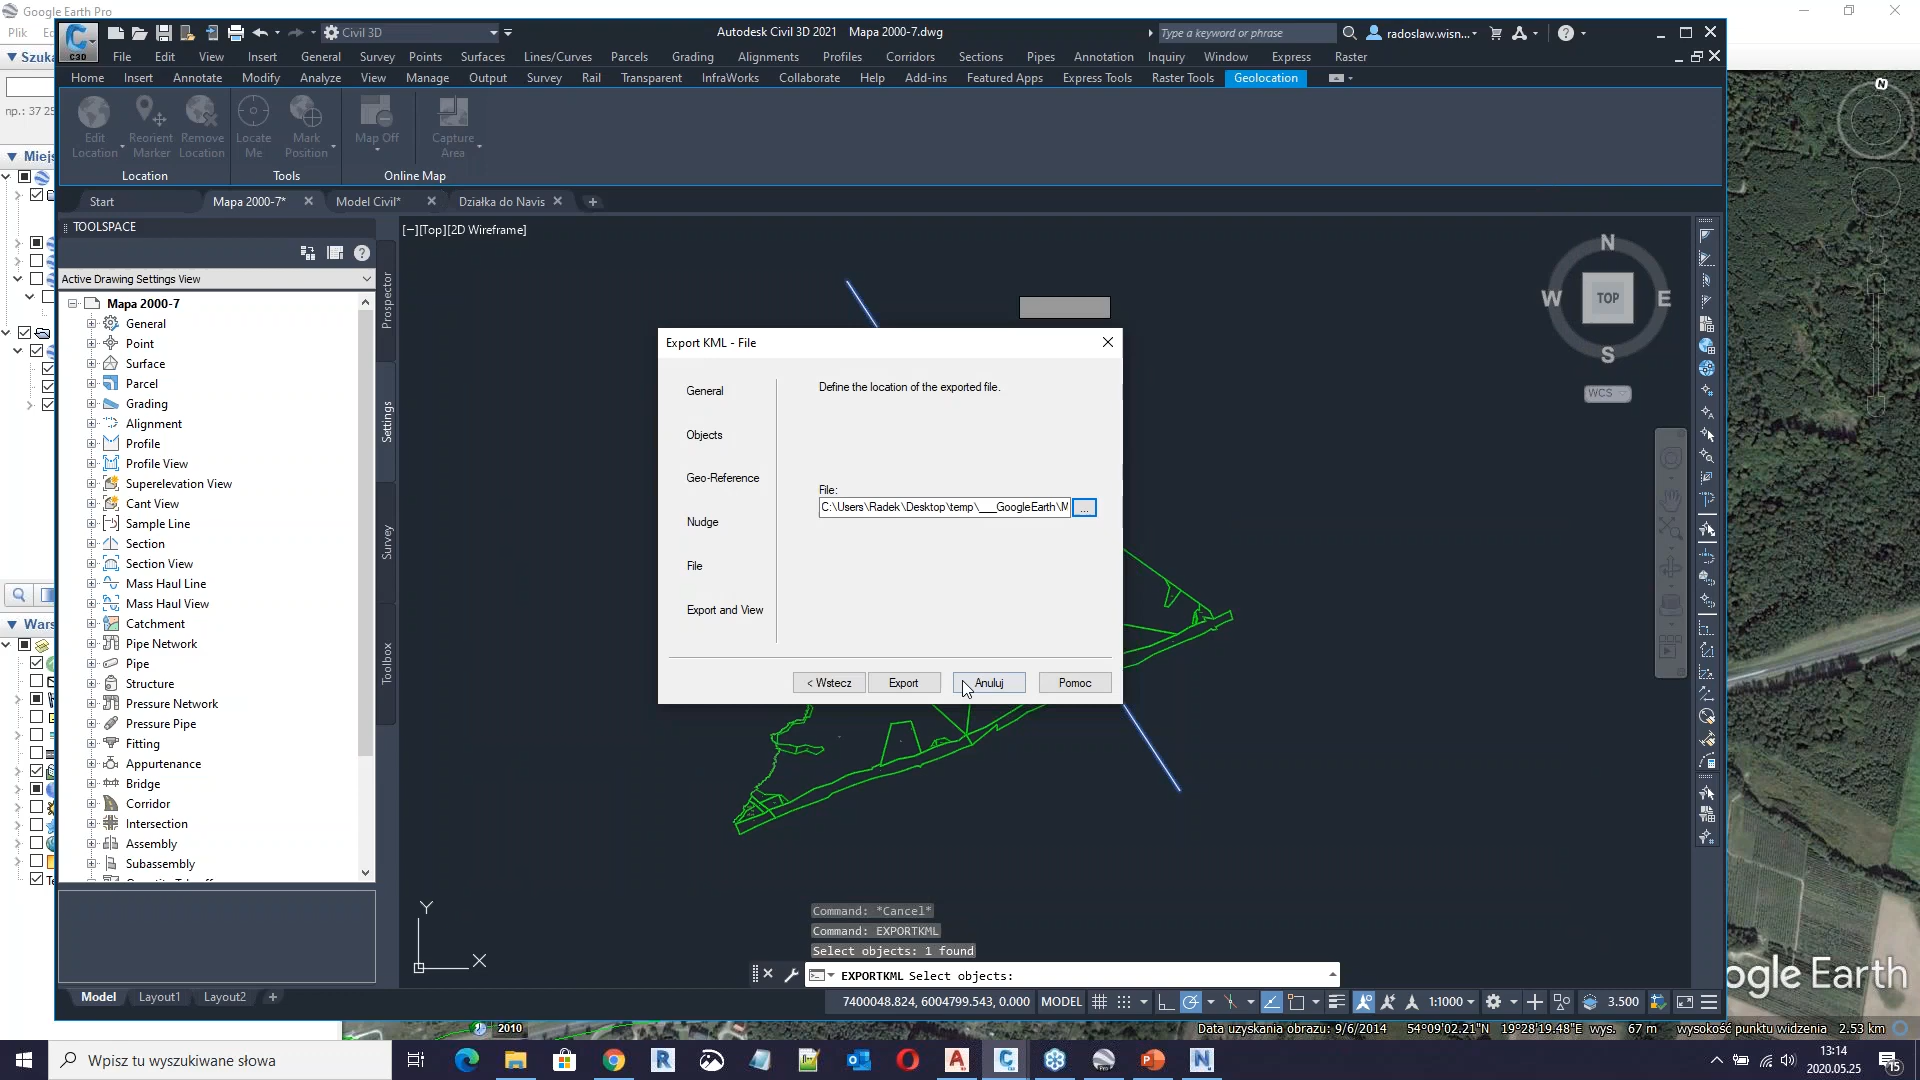 Google Earth Pro
Plik
Szuka
np.: 37 25
Miejs
Wars
Te
Civil 3D
Autodesk Civil 3D 2021 Mapa 2000-7.dwg
Type a keyword or phrase
radoslaw.wisn...
C3D
File Edit View Insert General Survey Points Surfaces Lines/Curves Parcels Grading Alignments Profiles Corridors Sections Pipes Annotation Inquiry Window Express Raster
Home Insert Annotate Modify Analyze View Manage Output Survey Rail Transparent InfraWorks Collaborate Help Add-ins Featured Apps Express Tools Raster Tools Geolocation
Edit Location
Reorient Marker
Remove Location
Locate Me
Mark Position
Map Off
Capture Area
Location Tools Online Map
Start Mapa 2000-7* Model Civil* Działka do Navis
TOOLSPACE
Active Drawing Settings View
Mapa 2000-7
General
Point
Surface
Parcel
Grading
Alignment
Profile
Profile View
Superelevation View
Cant View
Sample Line
Section
Section View
Mass Haul Line
Mass Haul View
Catchment
Pipe Network
Pipe
Structure
Pressure Network
Pressure Pipe
Fitting
Appurtenance
Bridge
Corridor
Intersection
Assembly
Subassembly
Prospector
Settings
Survey
Toolbox
[−][Top][2D Wireframe]
N
W TOP E
S
WCS
N
Export KML - File
General
Objects
Geo-Reference
Nudge
File
Export and View
Define the location of the exported file.
File:
C:\Users\Radek\Desktop\temp\___GoogleEarth\M
...
< Wstecz Export Anuluj Pomoc
Y
X
Command: *Cancel*
Command: EXPORTKML
Select objects: 1 found
EXPORTKML Select objects:
Model Layout1 Layout2
7400048.824, 6004799.543, 0.000 MODEL 1:1000 3.500
ogle Earth
2010
Data uzyskania obrazu: 9/6/2014 54°09'02.21"N 19°28'19.48"E wys. 67 m wysokość punktu widzenia 2.53 km
Wpisz tu wyszukiwane słowa
13:14
2020.05.25
15